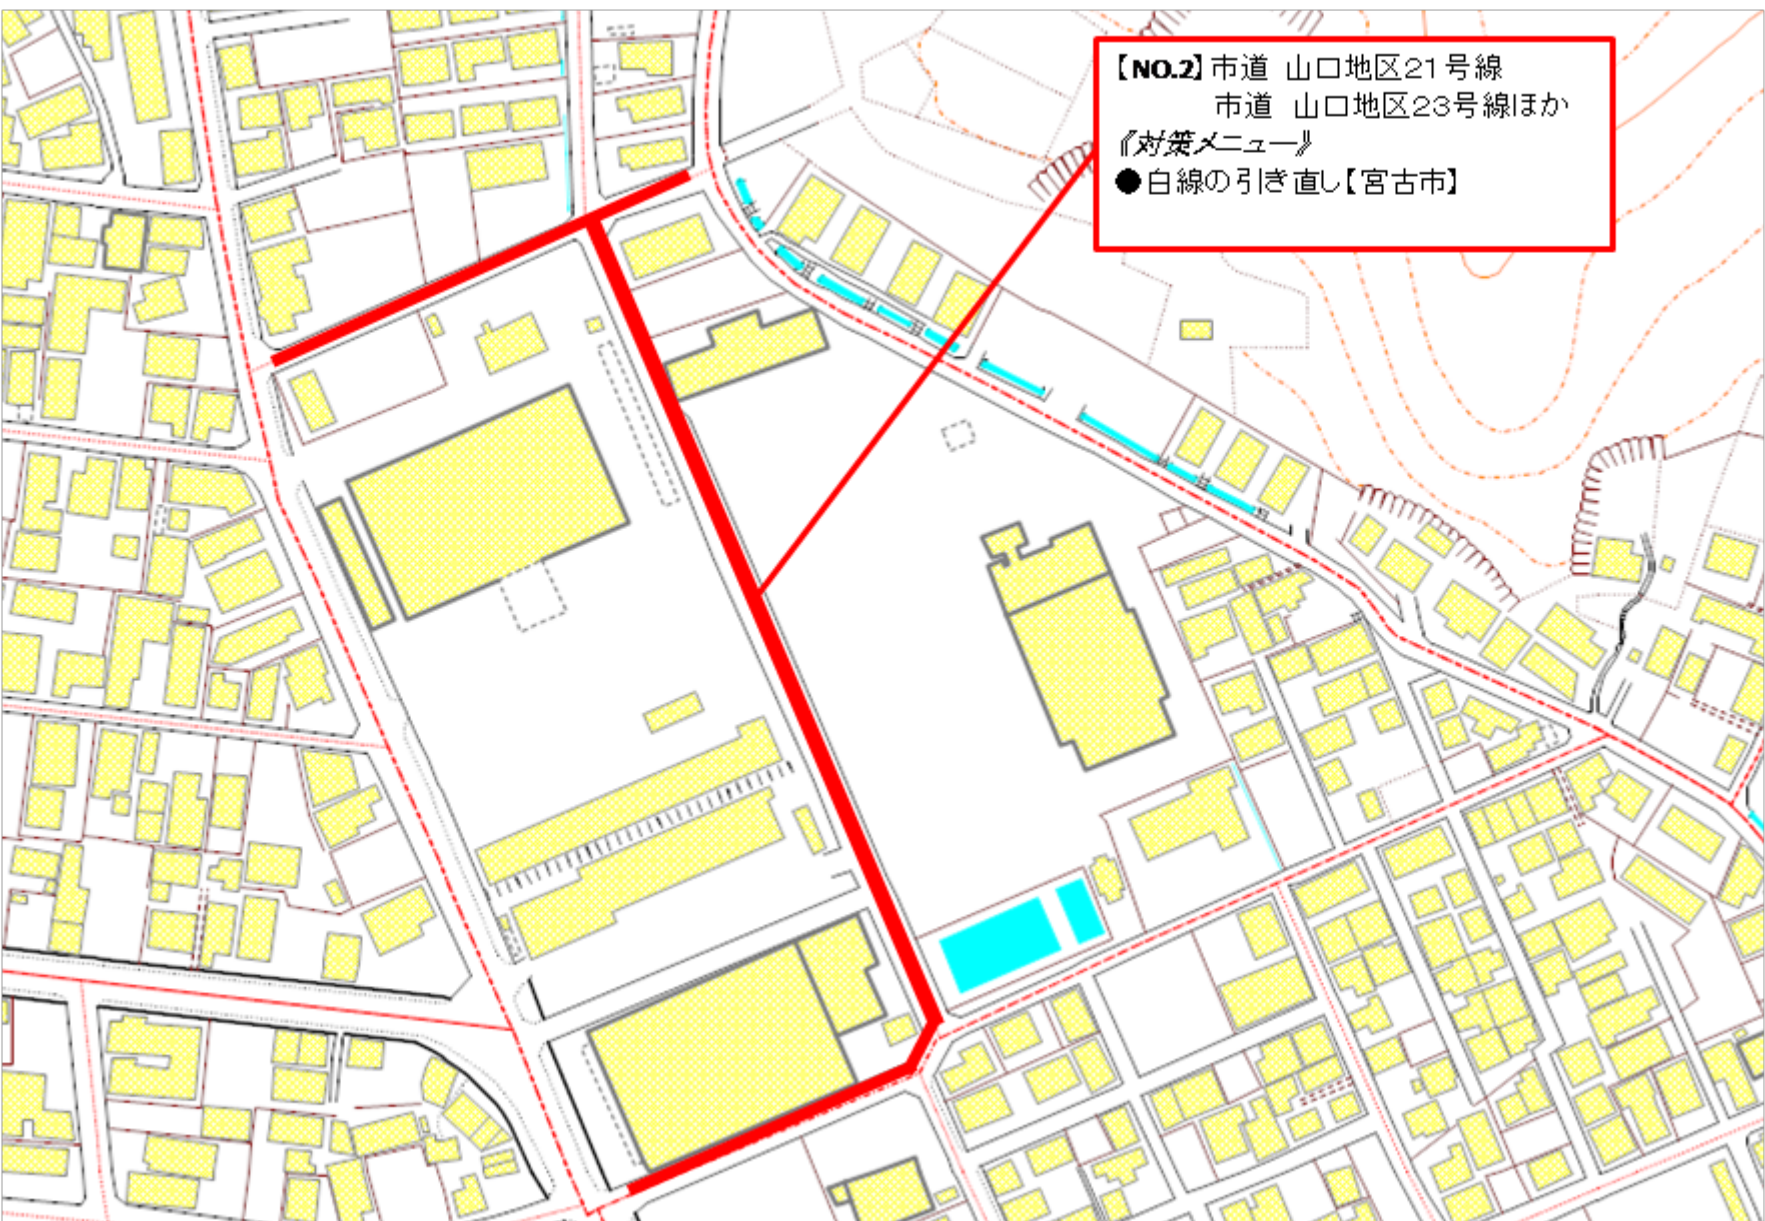 【NO.2】市道 山口地区21号線
市道 山口地区23号線ほか
《対策メニュー》
●白線の引き直し【宮古市】